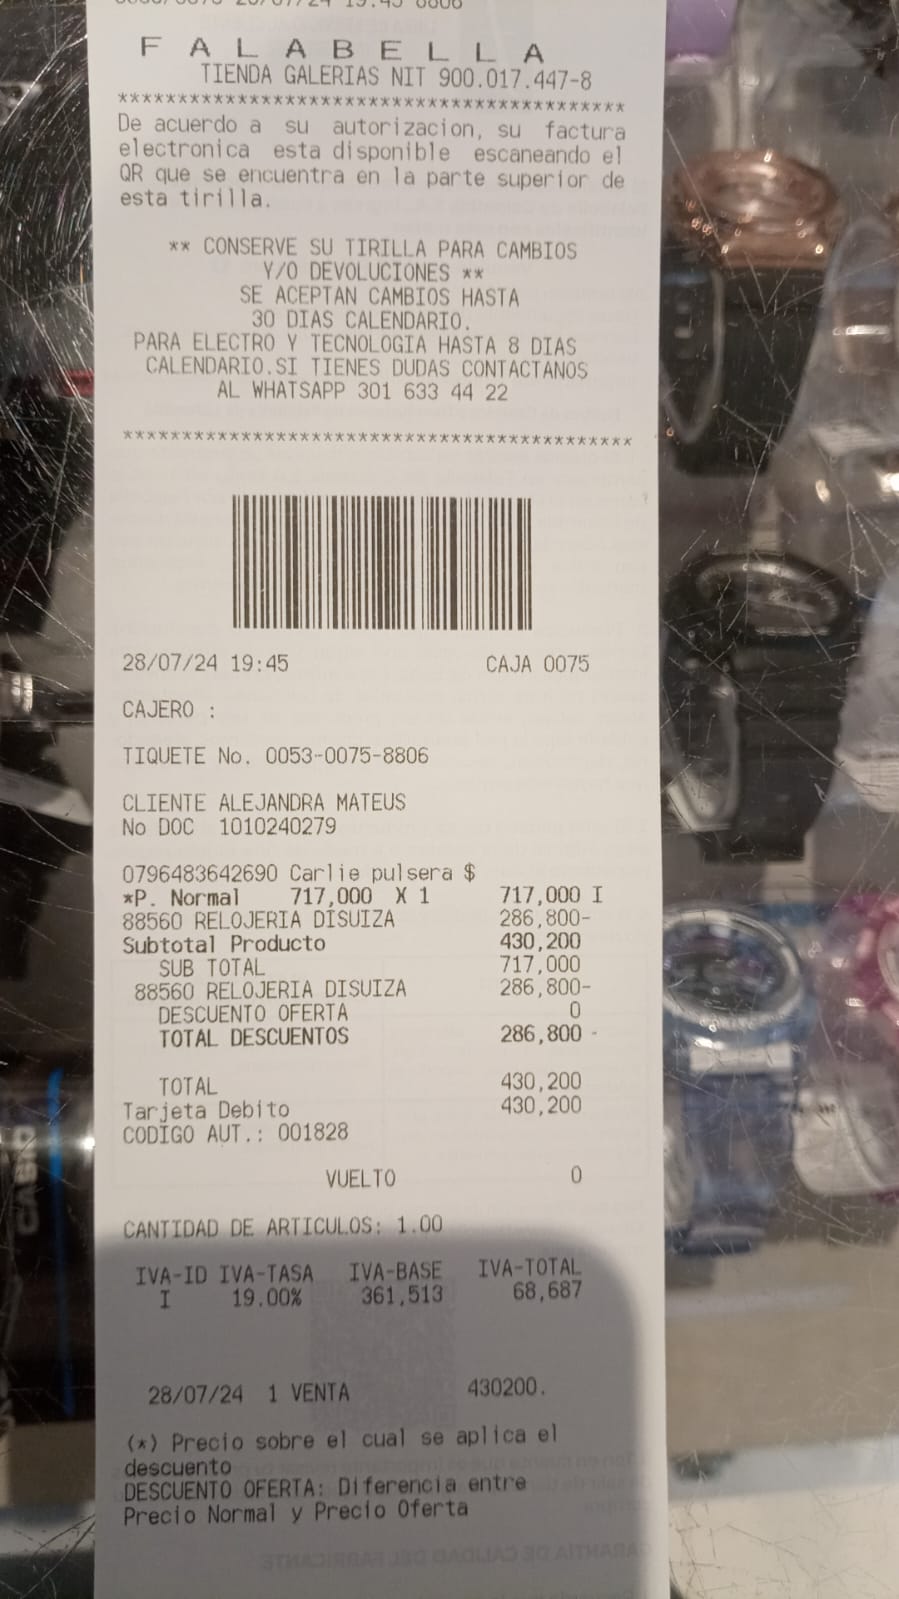 F A L A B E L L A
TIENDA GALERIAS NIT 900.017.447-8
*******************************************
De acuerdo a su autorizacion, su factura
electronica esta disponible escaneando el
QR que se encuentra en la parte superior de
esta tirilla.
** CONSERVE SU TIRILLA PARA CAMBIOS
Y/O DEVOLUCIONES **
SE ACEPTAN CAMBIOS HASTA
30 DIAS CALENDARIO.
PARA ELECTRO Y TECNOLOGIA HASTA 8 DIAS
CALENDARIO.SI TIENES DUDAS CONTACTANOS
AL WHATSAPP 301 633 44 22
*******************************************
28/07/24 19:45 CAJA 0075
CAJERO :
TIQUETE No. 0053-0075-8806
CLIENTE ALEJANDRA MATEUS
No DOC 1010240279
0796483642690 Carlie pulsera $
*P. Normal 717,000 X 1 717,000 I
88560 RELOJERIA DISUIZA 286,800-
Subtotal Producto 430,200
SUB TOTAL 717,000
88560 RELOJERIA DISUIZA 286,800-
DESCUENTO OFERTA 0
TOTAL DESCUENTOS 286,800 -
TOTAL 430,200
Tarjeta Debito 430,200
CODIGO AUT.: 001828
VUELTO 0
CANTIDAD DE ARTICULOS: 1.00
IVA-ID IVA-TASA IVA-BASE IVA-TOTAL
I 19.00% 361,513 68,687
28/07/24 1 VENTA 430200.
(*) Precio sobre el cual se aplica el
descuento
DESCUENTO OFERTA: Diferencia entre
Precio Normal y Precio Oferta
CASIO